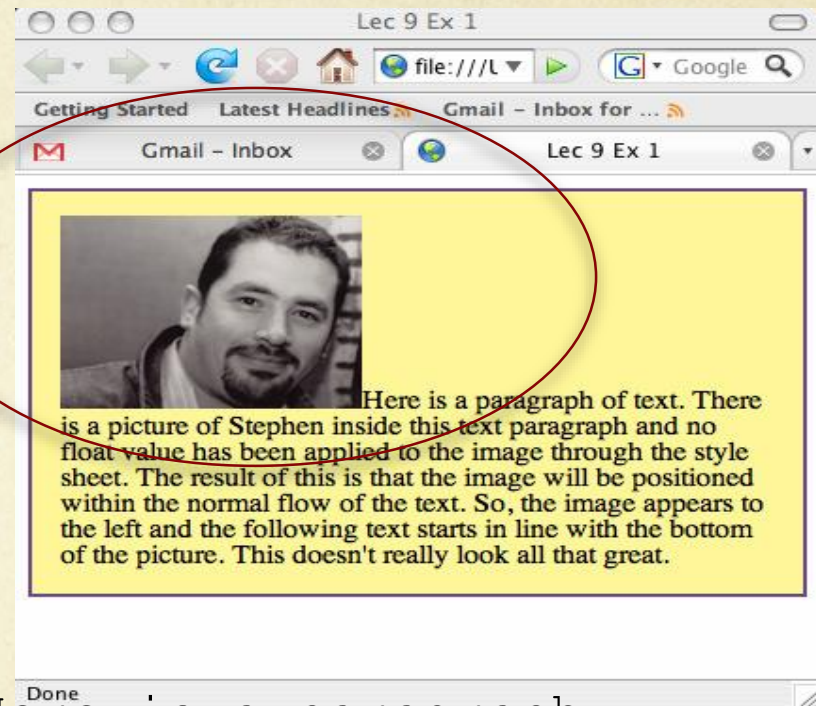 Lec 9 Ex 1
file:///L Google
Getting Started Latest Headlines Gmail – Inbox for ...
Gmail – Inbox Lec 9 Ex 1
Here is a paragraph of text. There
is a picture of Stephen inside this text paragraph and no
float value has been applied to the image through the style
sheet. The result of this is that the image will be positioned
within the normal flow of the text. So, the image appears to
the left and the following text starts in line with the bottom
of the picture. This doesn't really look all that great.
Done